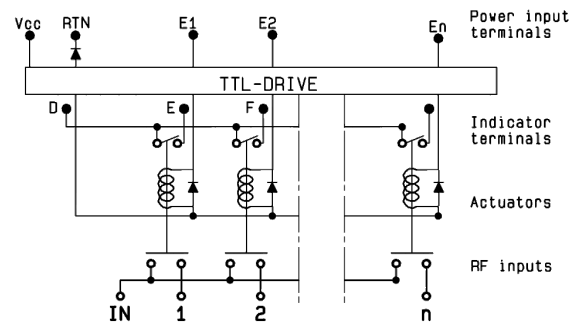 Vcc RTN E1 E2 En Power input
terminals
TTL-DRIVE
D E F Indicator
terminals
Actuators
RF inputs
IN 1 2 n